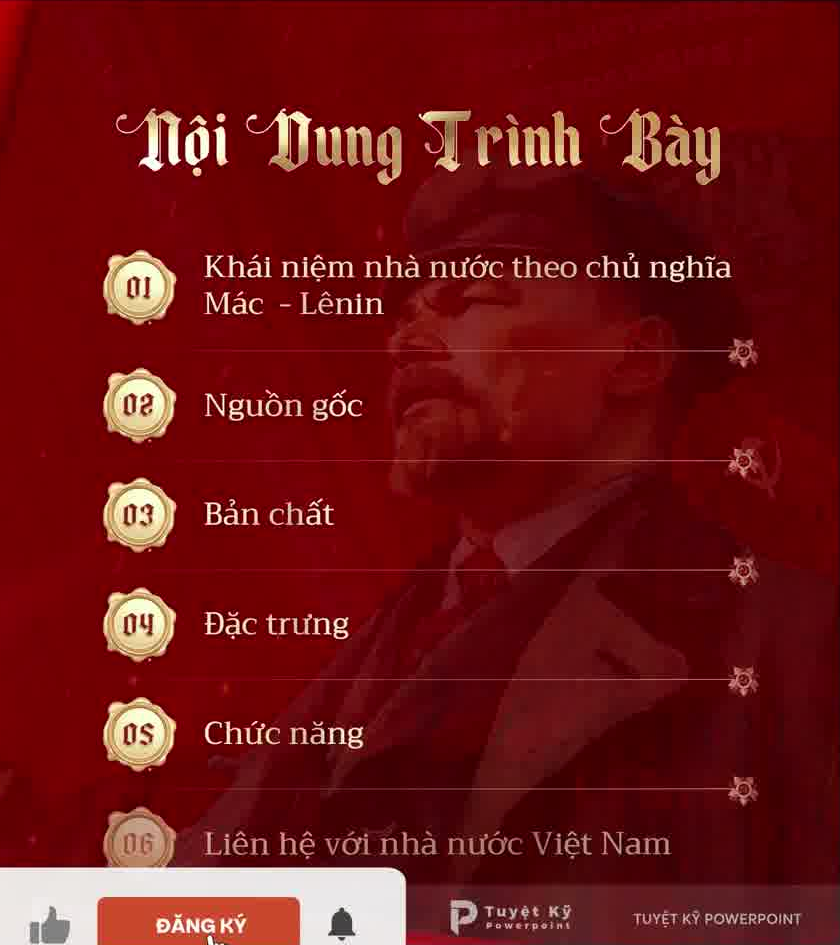 Nội Dung Trình Bày
01
Khái niệm nhà nước theo chủ nghĩa
Mác - Lênin
02
Nguồn gốc
03
Bản chất
04
Đặc trưng
05
Chức năng
06
Liên hệ với nhà nước Việt Nam
ĐĂNG KÝ
Tuyệt Kỹ
Powerpoint
TUYỆT KỸ POWERPOINT